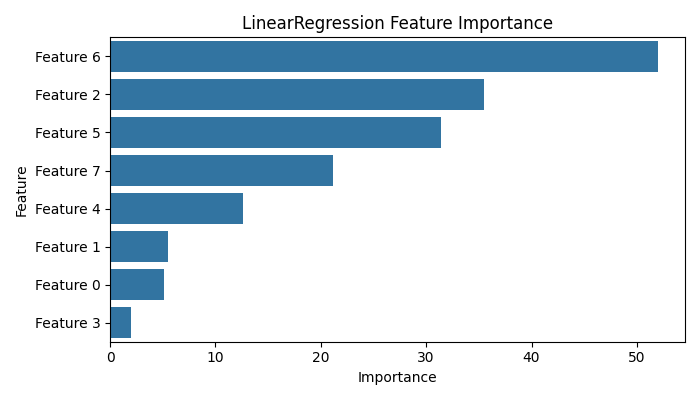 LinearRegression Feature Importance
Feature 6
Feature 2
Feature 5
Feature 7
Feature 4
Feature 1
Feature 0
Feature 3
Feature
0 10 20 30 40 50
Importance